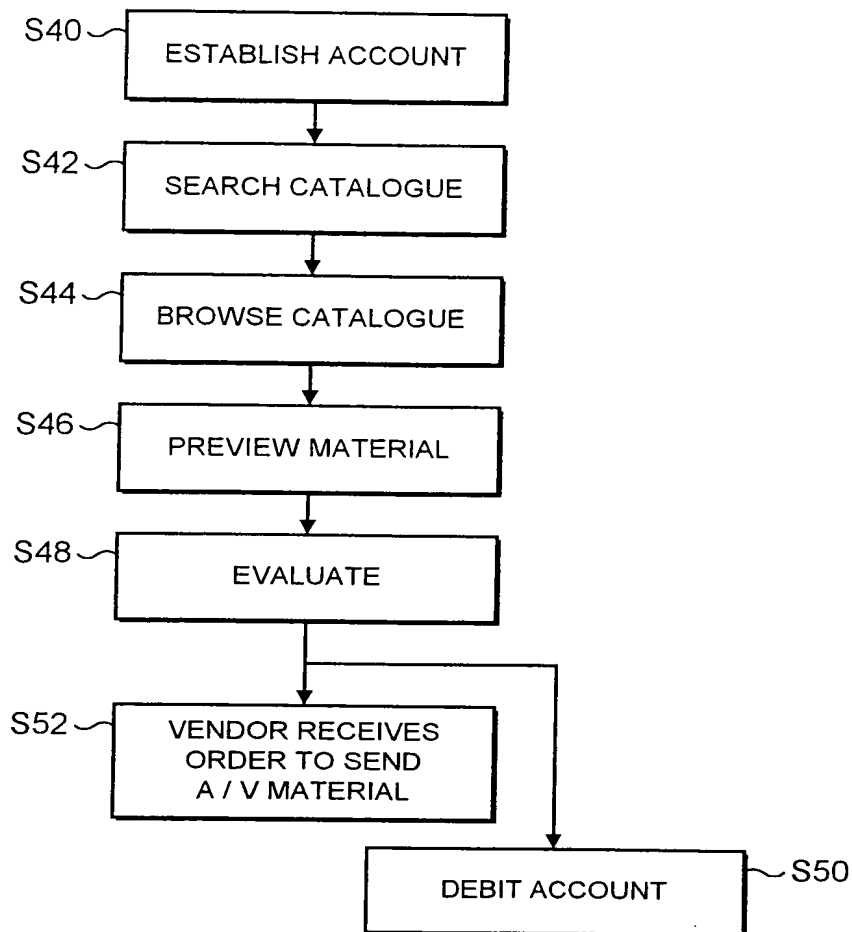 S40
ESTABLISH ACCOUNT
S42
SEARCH CATALOGUE
S44
BROWSE CATALOGUE
S46
PREVIEW MATERIAL
S48
EVALUATE
S52
VENDOR RECEIVES
ORDER TO SEND
A / V MATERIAL
DEBIT ACCOUNT
S50